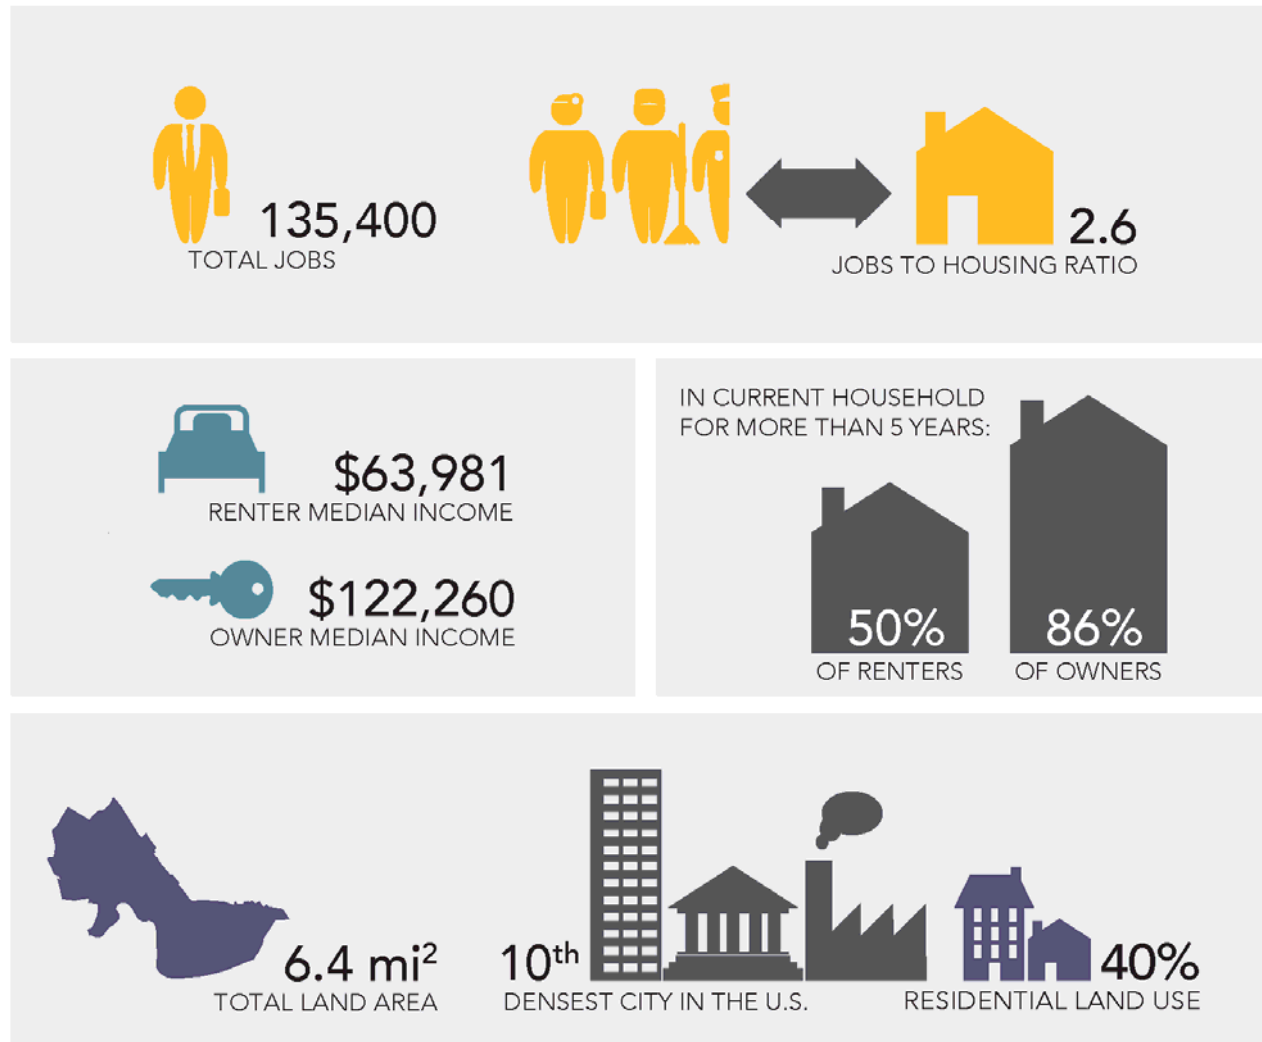 135,400
TOTAL JOBS
2.6
JOBS TO HOUSING RATIO
$63,981
RENTER MEDIAN INCOME
$122,260
OWNER MEDIAN INCOME
IN CURRENT HOUSEHOLD
FOR MORE THAN 5 YEARS:
50%
OF RENTERS
86%
OF OWNERS
6.4 mi²
TOTAL LAND AREA
10th
DENSEST CITY IN THE U.S.
40%
RESIDENTIAL LAND USE